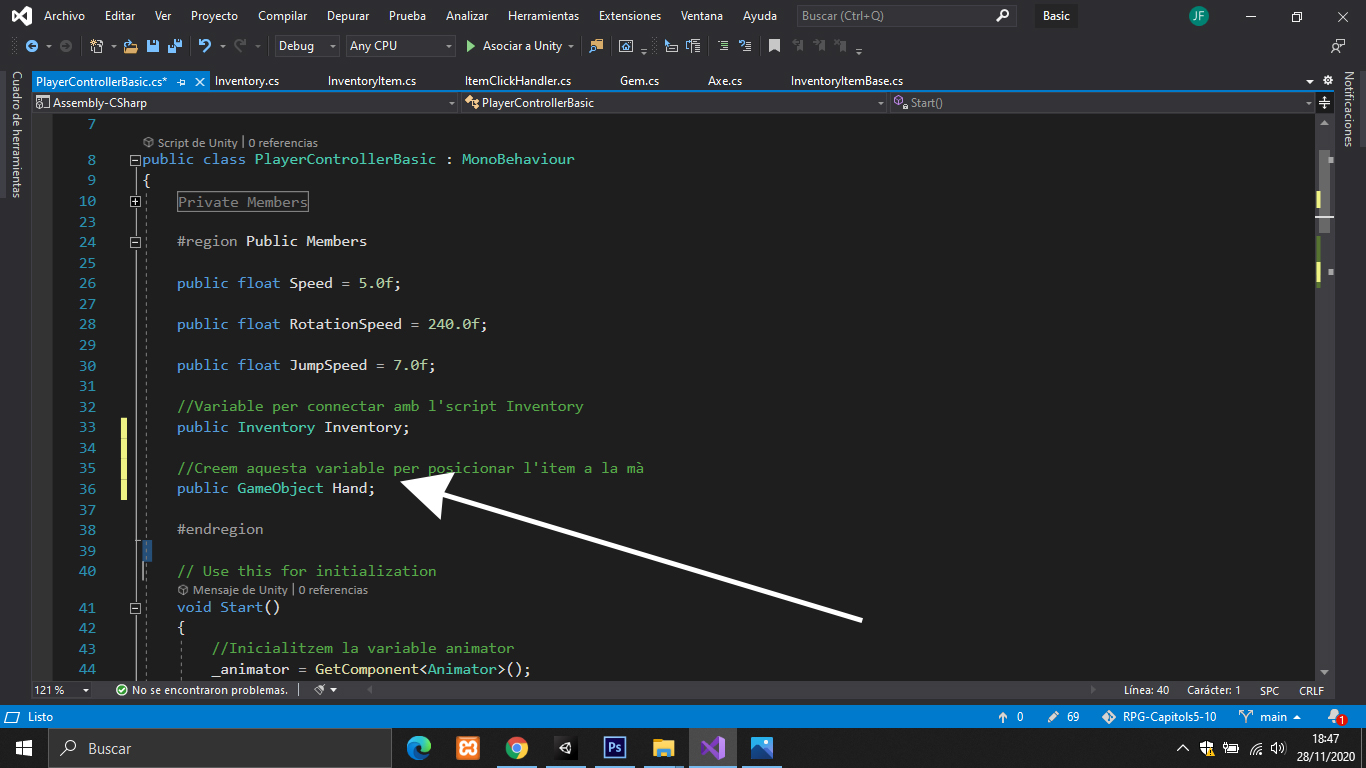 Archivo Editar Ver Proyecto Compilar Depurar Prueba Analizar Herramientas Extensiones Ventana Ayuda Buscar (Ctrl+Q) Basic JF
Debug Any CPU Asociar a Unity
PlayerControllerBasic.cs* Inventory.cs InventoryItem.cs ItemClickHandler.cs Gem.cs Axe.cs InventoryItemBase.cs
Assembly-CSharp PlayerControllerBasic Start()
Cuadro de herramientas
Notificaciones
7
Script de Unity | 0 referencias
8 public class PlayerControllerBasic : MonoBehaviour
9 {
10 Private Members
23
24 #region Public Members
25
26 public float Speed = 5.0f;
27
28 public float RotationSpeed = 240.0f;
29
30 public float JumpSpeed = 7.0f;
31
32 //Variable per connectar amb l'script Inventory
33 public Inventory Inventory;
34
35 //Creem aquesta variable per posicionar l'item a la mà
36 public GameObject Hand;
37
38 #endregion
39
40 // Use this for initialization
Mensaje de Unity | 0 referencias
41 void Start()
42 {
43 //Inicialitzem la variable animator
44 _animator = GetComponent<Animator>();
121 % No se encontraron problemas. Línea: 40 Carácter: 1 SPC CRLF
Listo 0 69 RPG-Capitols5-10 main 1
Buscar Ps 18:47
28/11/2020